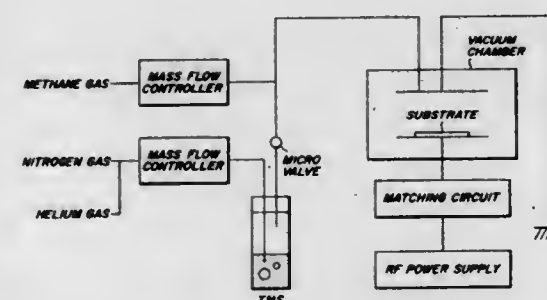 VACUUM
CHAMBER
METHANE GAS
MASS FLOW
CONTROLLER
SUBSTRATE
NITROGEN GAS
MASS FLOW
CONTROLLER
MICRO
VALVE
HELIUM GAS
MATCHING CIRCUIT
RF POWER SUPPLY
TMS